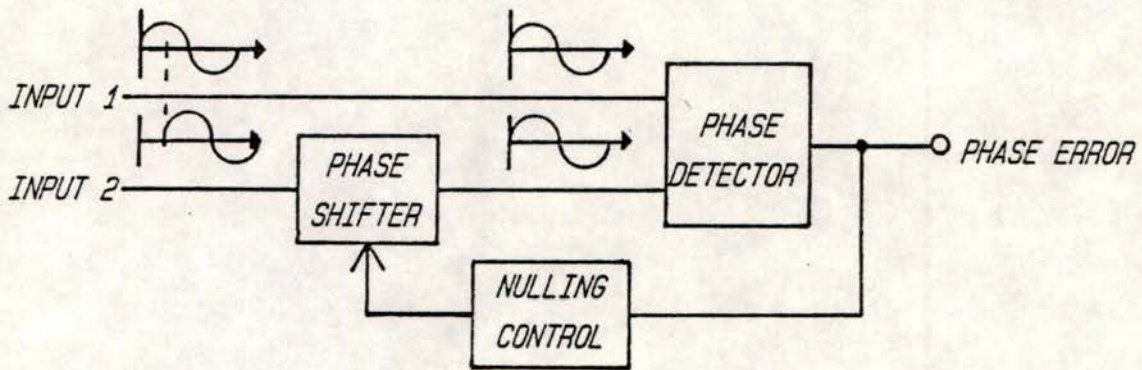 INPUT 1
INPUT 2
PHASE
SHIFTER
PHASE
DETECTOR
PHASE ERROR
NULLING
CONTROL